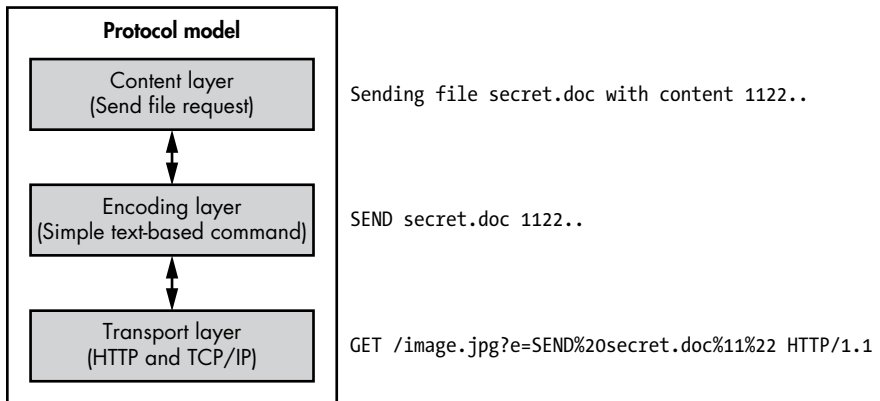 Protocol model
Content layer
(Send file request)
Sending file secret.doc with content 1122..
Encoding layer
(Simple text-based command)
SEND secret.doc 1122..
Transport layer
(HTTP and TCP/IP)
GET /image.jpg?e=SEND%20secret.doc%11%22 HTTP/1.1